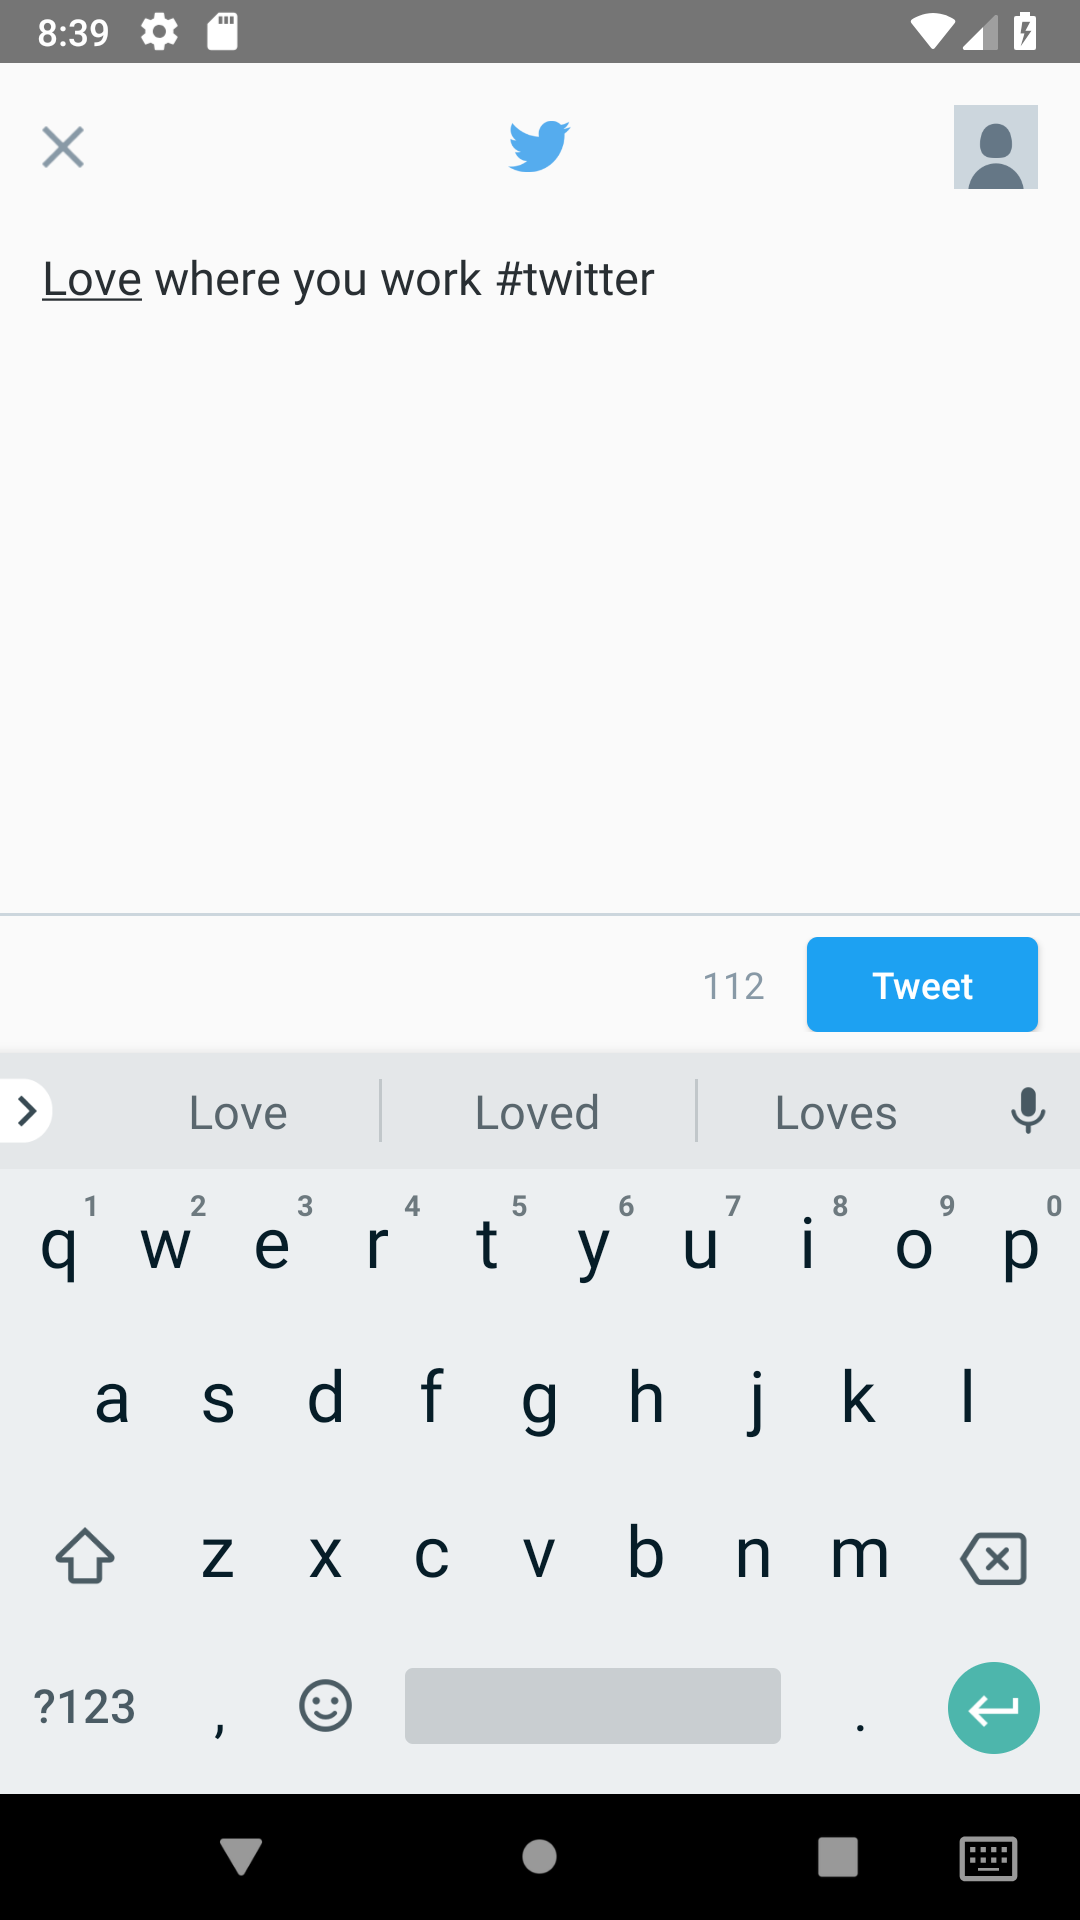 8:39
Love where you work #twitter
112
Tweet
Love
Loved
Loves
q 1 w 2 e 3 r 4 t 5 y 6 u 7 i 8 o 9 p 0
a s d f g h j k l
z x c v b n m
?123 , .